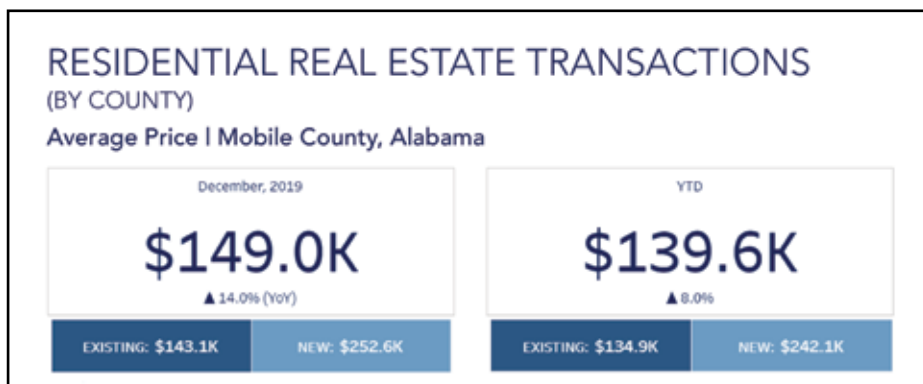 RESIDENTIAL REAL ESTATE TRANSACTIONS
(BY COUNTY)
Average Price | Mobile County, Alabama
December, 2019
$149.0K
▲ 14.0% (YoY)
EXISTING: $143.1K
NEW: $252.6K
YTD
$139.6K
▲ 8.0%
EXISTING: $134.9K
NEW: $242.1K